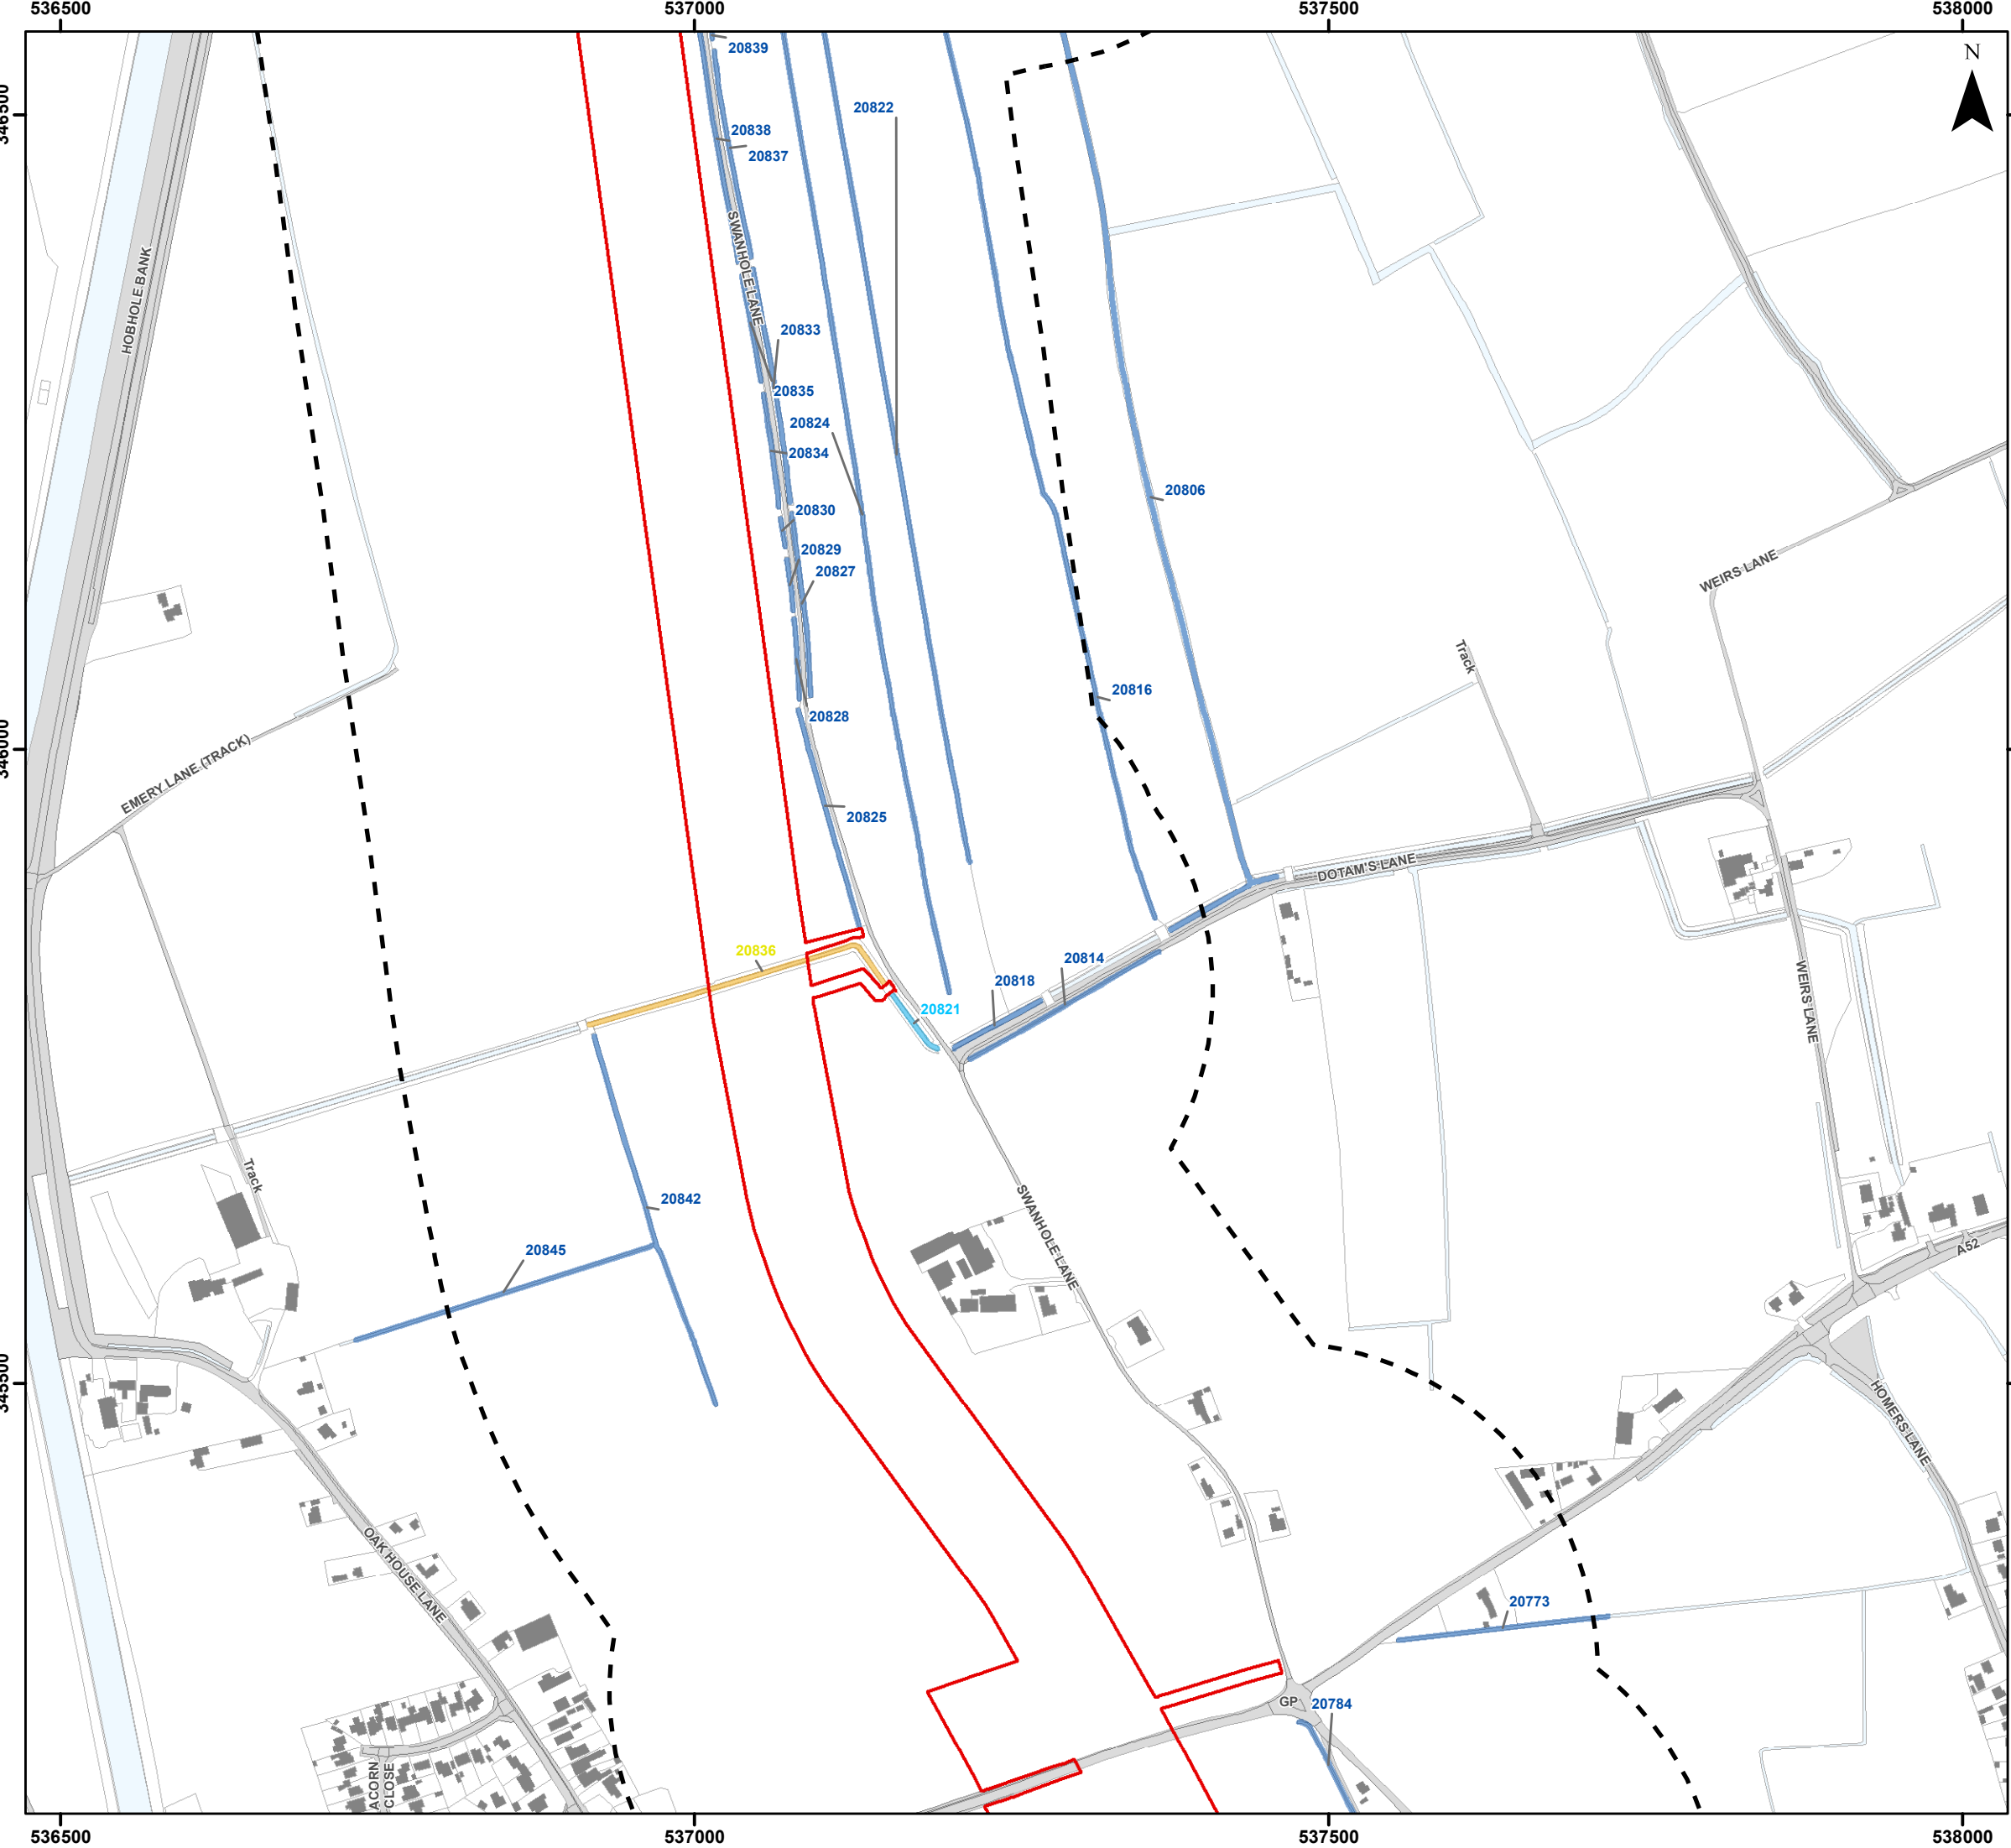 536500
537000
537500
538000
N
346500
346000
345500
20839
20822
20838
20837
SWANHOLE LANE
HOBHOLE BANK
20833
20835
20824
20834
20806
20830
20829
20827
WEIRS LANE
Track
20816
20828
EMERY LANE (TRACK)
20825
DOTAM'S LANE
20836
20814
20818
20821
WEIRS LANE
Track
20842
SWANHOLE LANE
20845
A52
HOMERS LANE
OAK HOUSE LANE
20773
GP
20784
ACORN
CLOSE
536500
537000
537500
538000